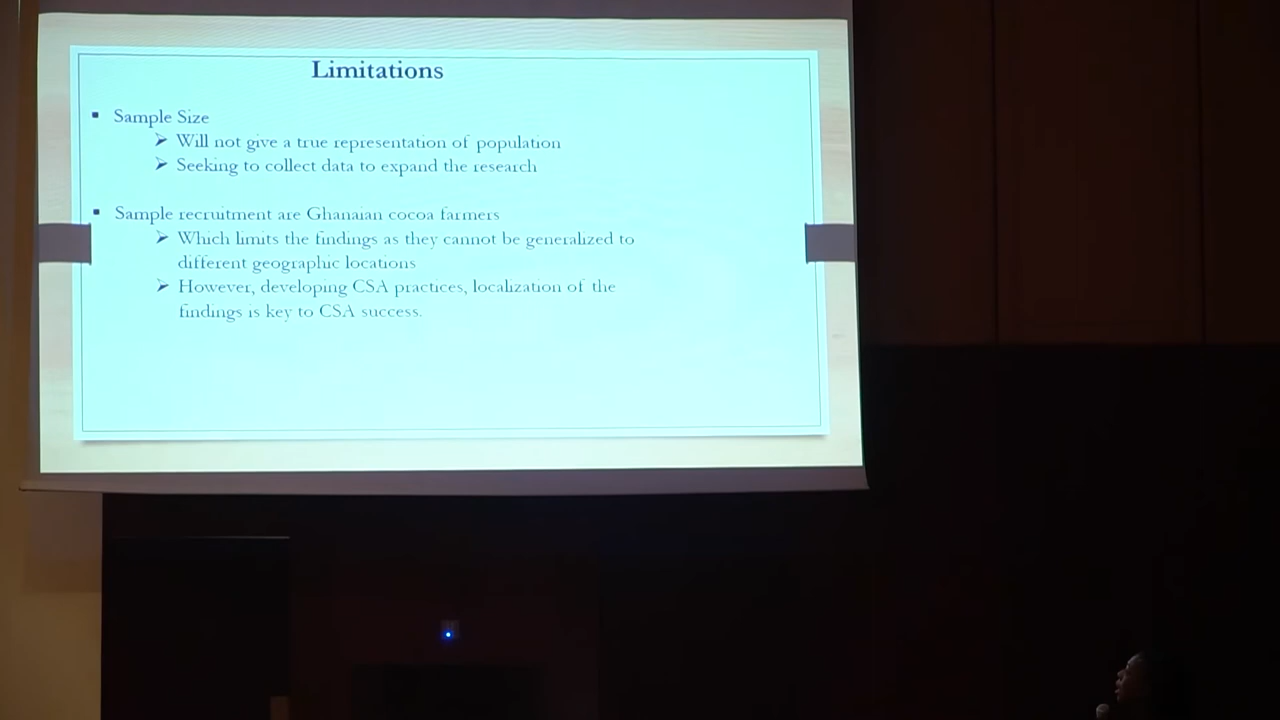 Limitations
▪ Sample Size
➢ Will not give a true representation of population
➢ Seeking to collect data to expand the research
▪ Sample recruitment are Ghanaian cocoa farmers
➢ Which limits the findings as they cannot be generalized to
different geographic locations
➢ However, developing CSA practices, localization of the
findings is key to CSA success.